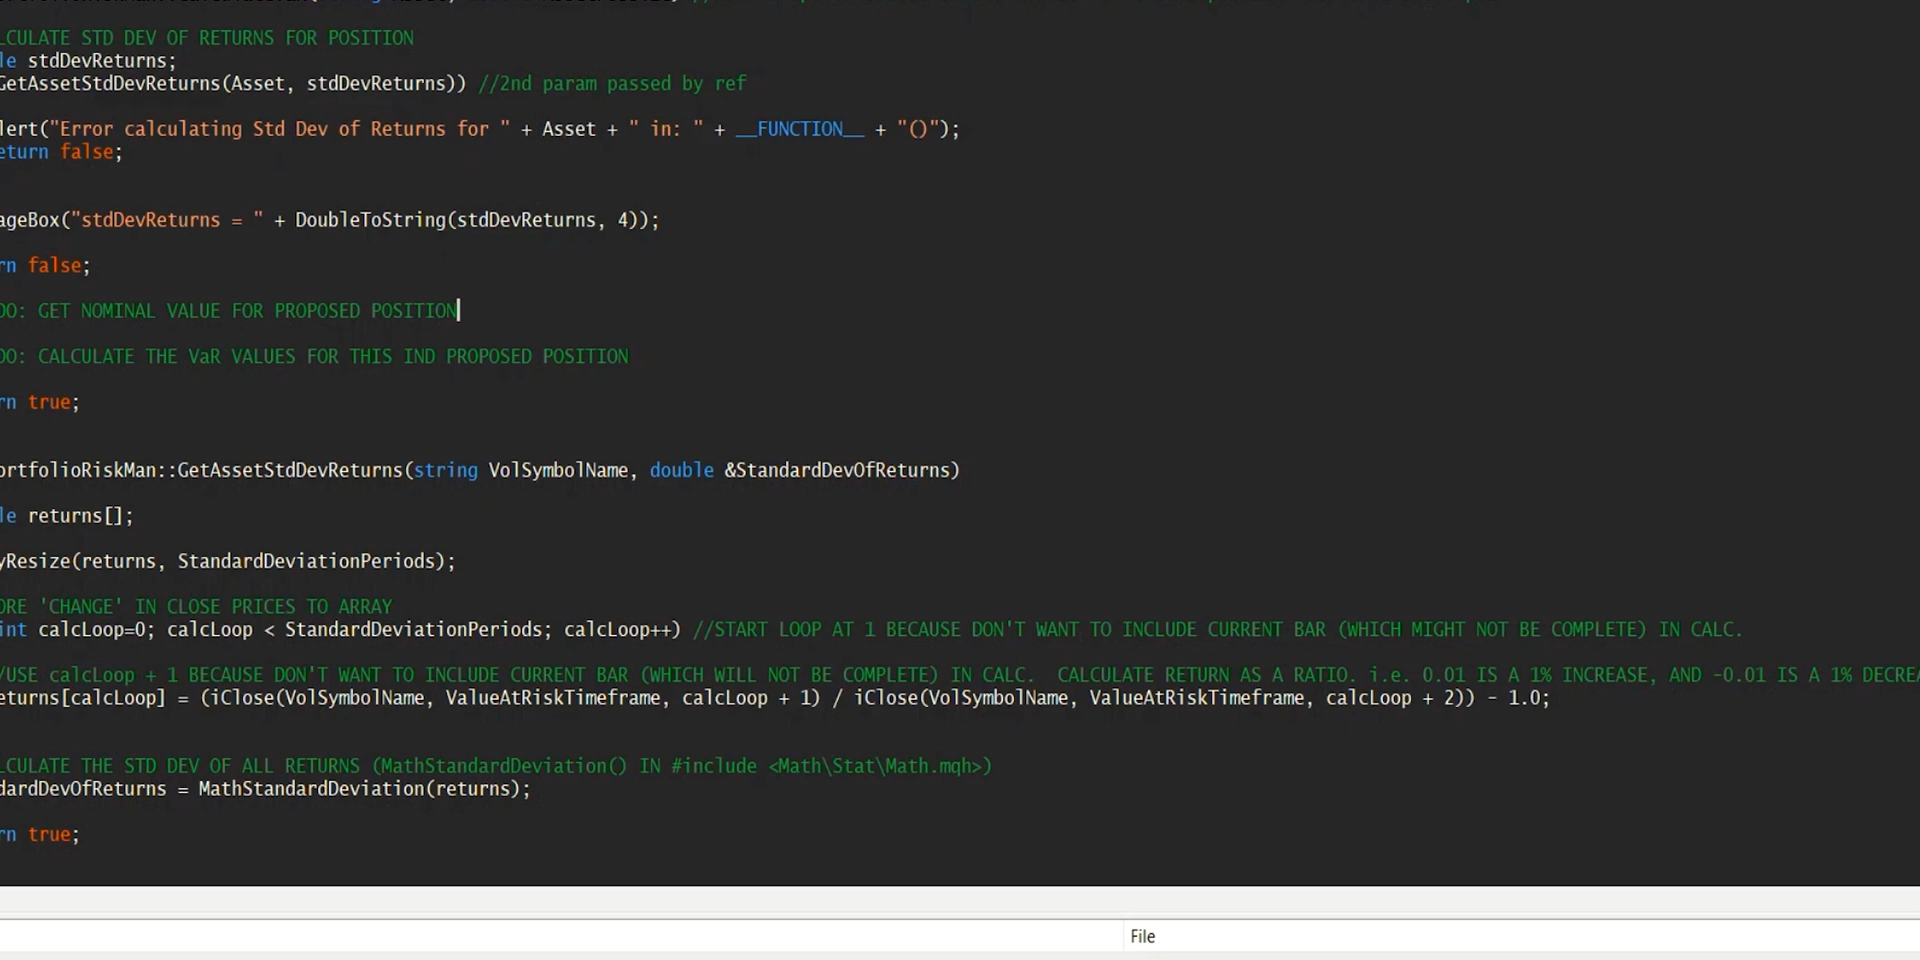 LCULATE STD DEV OF RETURNS FOR POSITION
le stdDevReturns;
GetAssetStdDevReturns(Asset, stdDevReturns)) //2nd param passed by ref
lert("Error calculating Std Dev of Returns for " + Asset + " in: " + __FUNCTION__ + "()");
eturn false;
ageBox("stdDevReturns = " + DoubleToString(stdDevReturns, 4));
rn false;
DO: GET NOMINAL VALUE FOR PROPOSED POSITION
DO: CALCULATE THE VaR VALUES FOR THIS IND PROPOSED POSITION
rn true;
ortfolioRiskMan::GetAssetStdDevReturns(string VolSymbolName, double &StandardDevOfReturns)
le returns[];
yResize(returns, StandardDeviationPeriods);
ORE 'CHANGE' IN CLOSE PRICES TO ARRAY
int calcLoop=0; calcLoop < StandardDeviationPeriods; calcLoop++) //START LOOP AT 1 BECAUSE DON'T WANT TO INCLUDE CURRENT BAR (WHICH MIGHT NOT BE COMPLETE) IN CALC.
/USE calcLoop + 1 BECAUSE DON'T WANT TO INCLUDE CURRENT BAR (WHICH WILL NOT BE COMPLETE) IN CALC.  CALCULATE RETURN AS A RATIO. i.e. 0.01 IS A 1% INCREASE, AND -0.01 IS A 1% DECREA
eturns[calcLoop] = (iClose(VolSymbolName, ValueAtRiskTimeframe, calcLoop + 1) / iClose(VolSymbolName, ValueAtRiskTimeframe, calcLoop + 2)) - 1.0;
LCULATE THE STD DEV OF ALL RETURNS (MathStandardDeviation() IN #include <Math\Stat\Math.mqh>)
dardDevOfReturns = MathStandardDeviation(returns);
rn true;
File